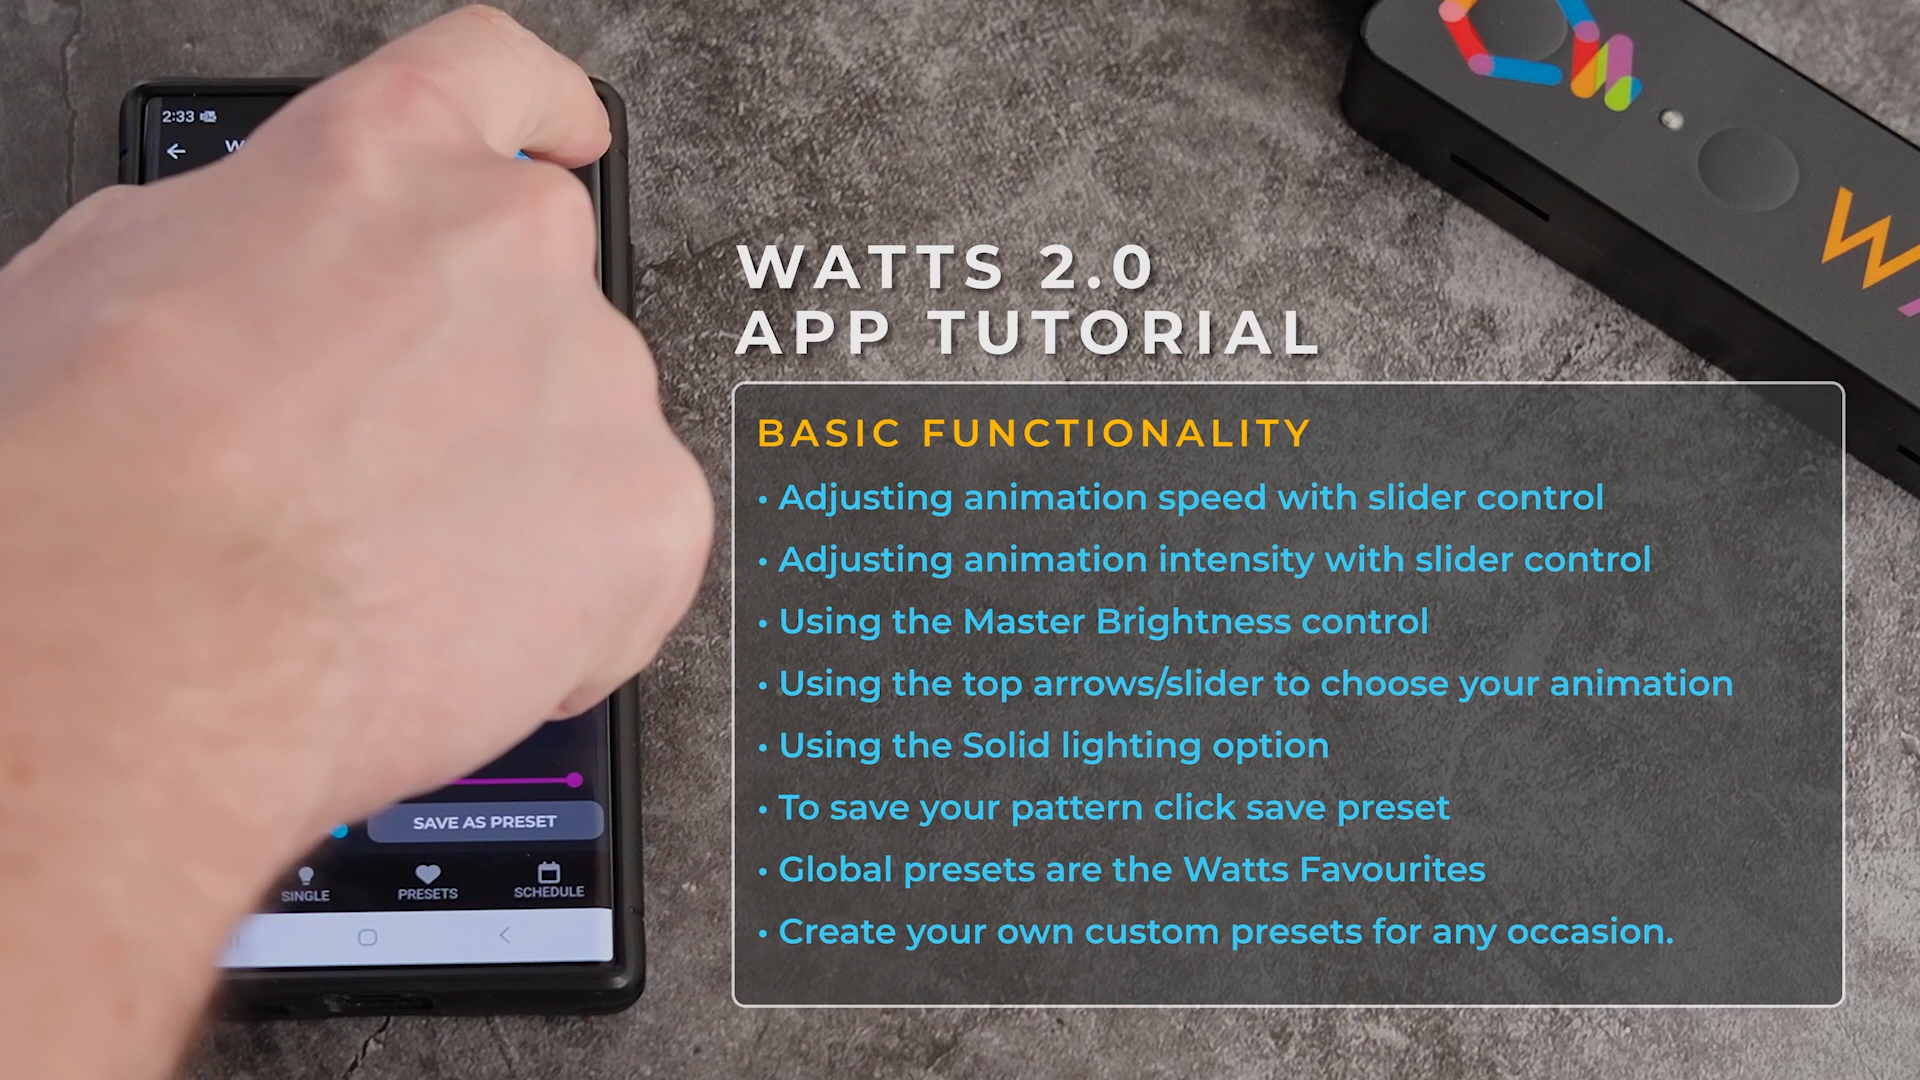 2:33
WATTS 2.0
APP TUTORIAL
BASIC FUNCTIONALITY
• Adjusting animation speed with slider control
• Adjusting animation intensity with slider control
• Using the Master Brightness control
• Using the top arrows/slider to choose your animation
• Using the Solid lighting option
• To save your pattern click save preset
• Global presets are the Watts Favourites
• Create your own custom presets for any occasion.
SAVE AS PRESET
SINGLE
PRESETS
SCHEDULE